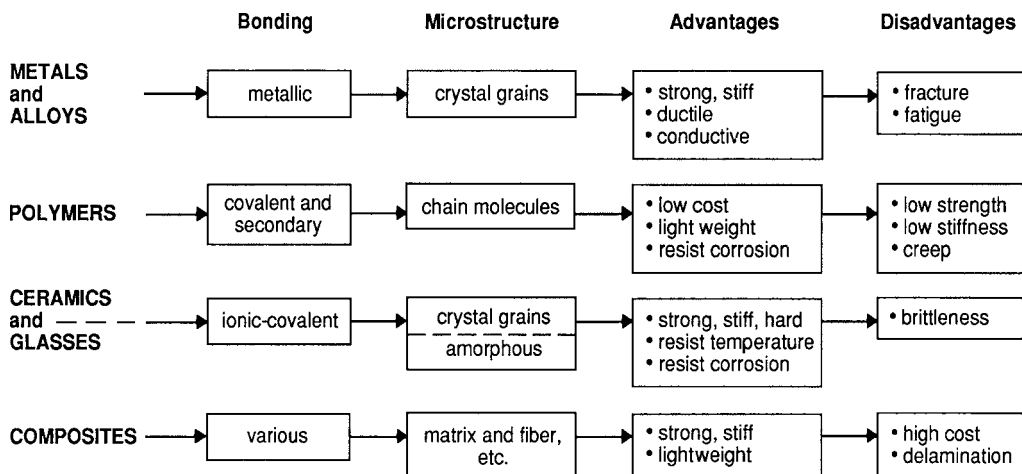 Bonding Microstructure Advantages Disadvantages
METALS
and
ALLOYS
metallic
crystal grains
• strong, stiff
• ductile
• conductive
• fracture
• fatigue
POLYMERS
covalent and
secondary
chain molecules
• low cost
• light weight
• resist corrosion
• low strength
• low stiffness
• creep
CERAMICS
and
GLASSES
ionic-covalent
crystal grains
amorphous
• strong, stiff, hard
• resist temperature
• resist corrosion
• brittleness
COMPOSITES
various
matrix and fiber,
etc.
• strong, stiff
• lightweight
• high cost
• delamination